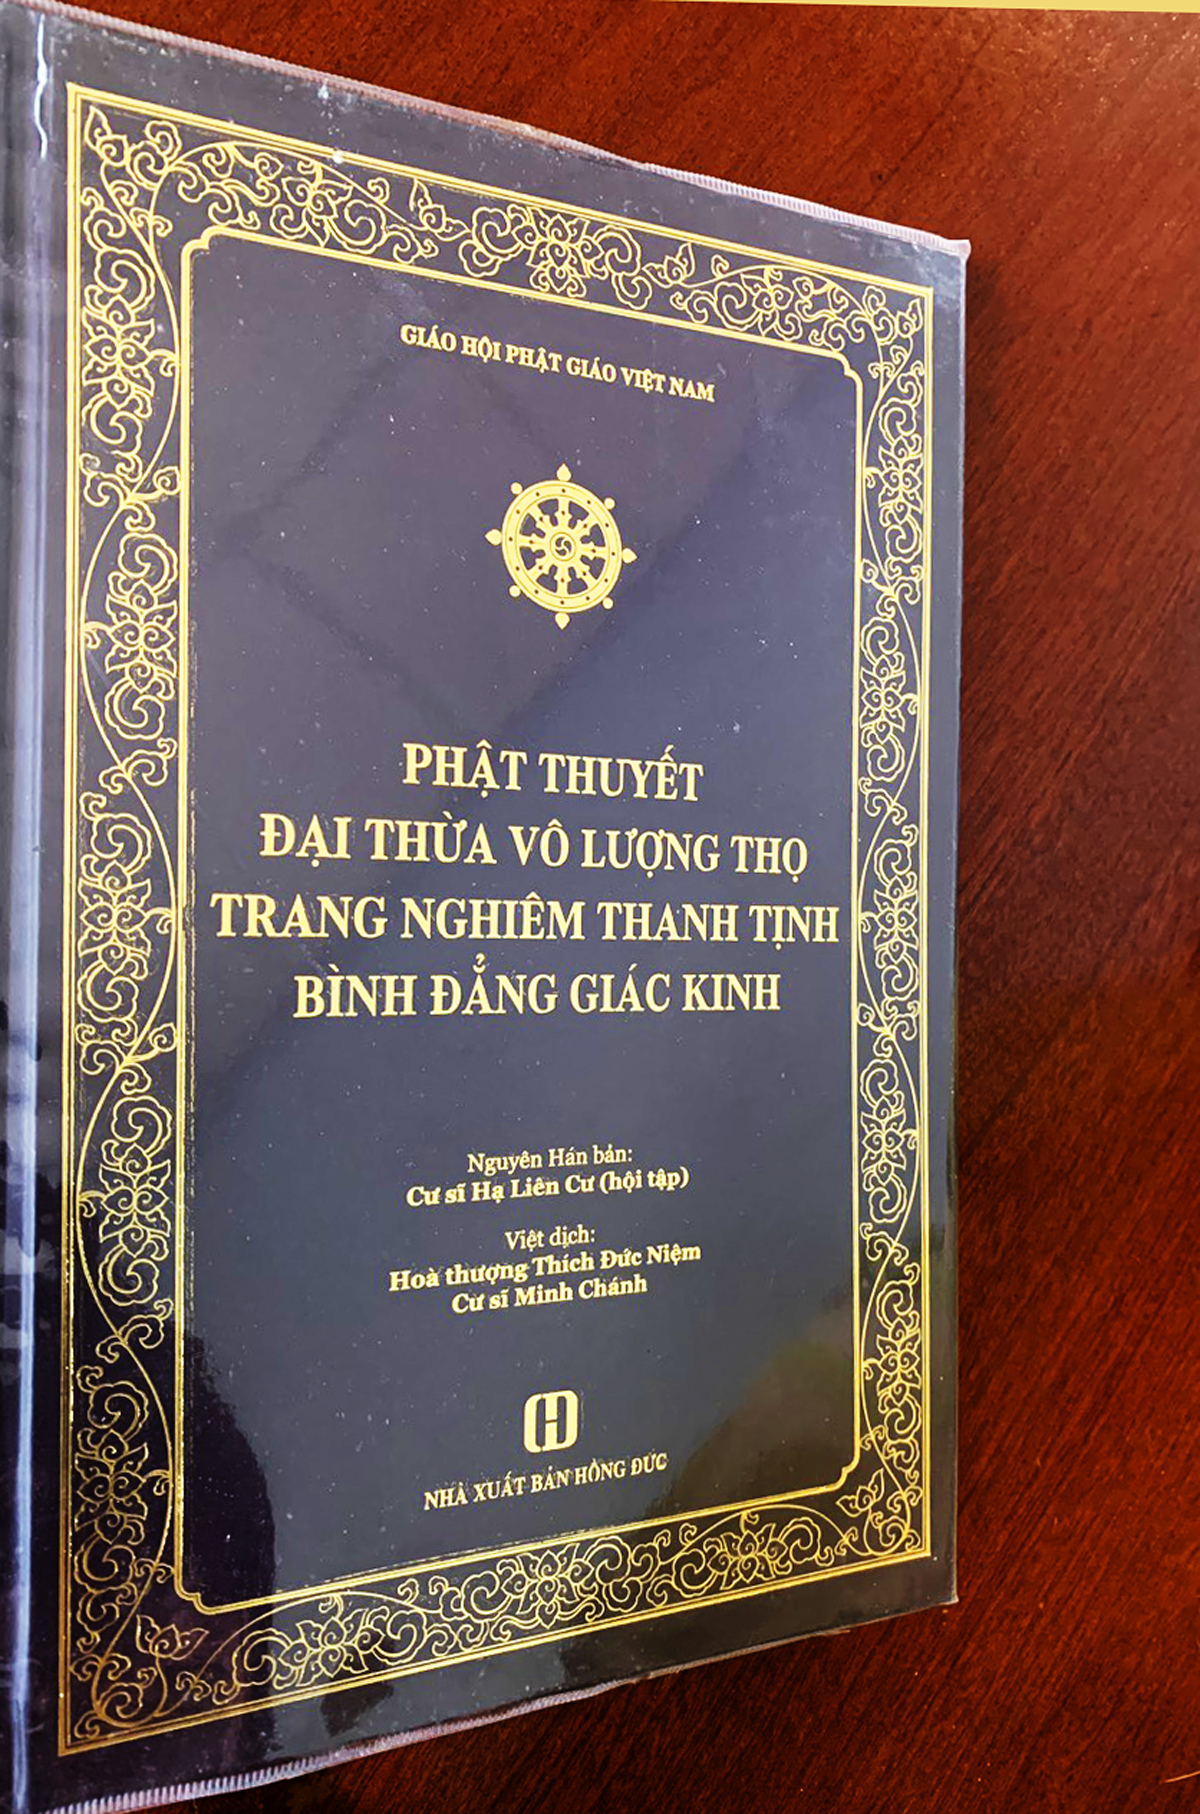 GIÁO HỘI PHẬT GIÁO VIỆT NAM
PHẬT THUYẾT
ĐẠI THỪA VÔ LƯỢNG THỌ
TRANG NGHIÊM THANH TỊNH
BÌNH ĐẲNG GIÁC KINH
Nguyên Hán bản:
Cư sĩ Hạ Liên Cư (hội tập)
Việt dịch:
Hoà thượng Thích Đức Niệm
Cư sĩ Minh Chánh
NHÀ XUẤT BẢN HỒNG ĐỨC